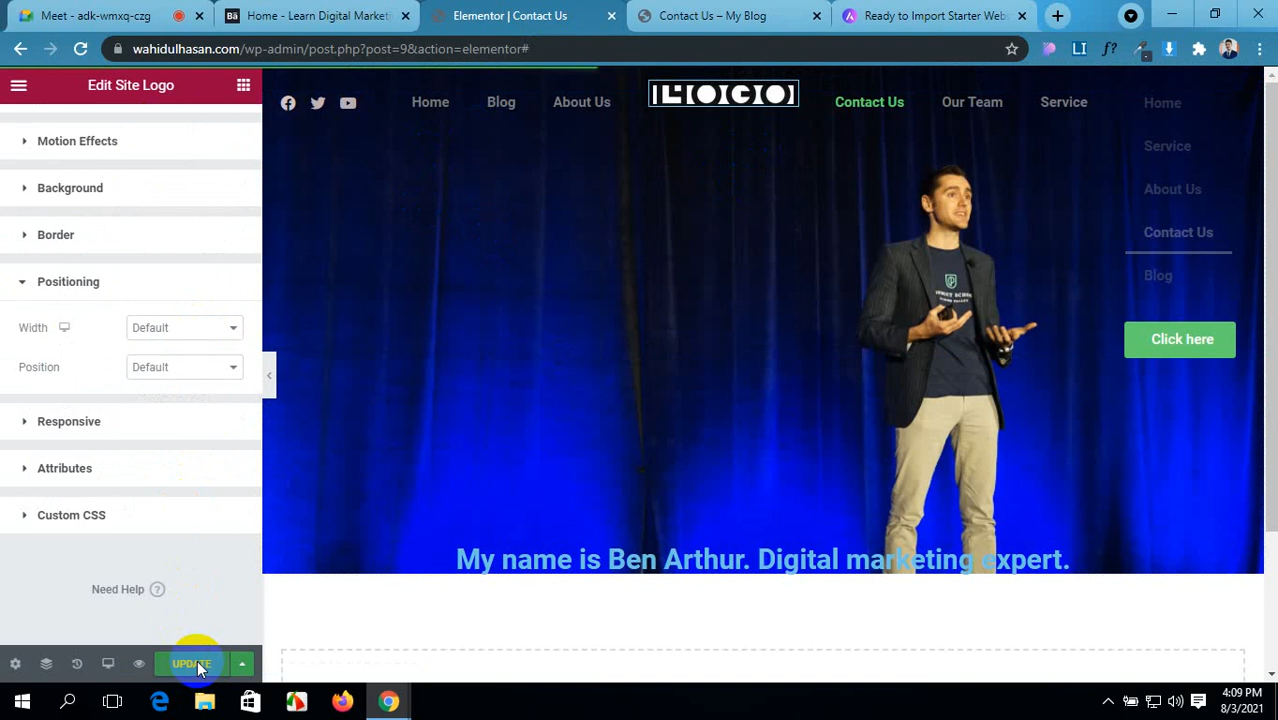 Meet - adk-wmxq-czg
Home - Learn Digital Market
Elementor | Contact Us
Contact Us – My Blog
Ready to Import Starter Web
wahidulhasan.com/wp-admin/post.php?post=9&action=elementor#
Edit Site Logo
Motion Effects
Background
Border
Positioning
Width Default
Position Default
Responsive
Attributes
Custom CSS
Need Help ?
UPDATE
Home Blog About Us LOGO Contact Us Our Team Service
Home
Service
About Us
Contact Us
Blog
Click here
My name is Ben Arthur. Digital marketing expert.
4:09 PM
8/3/2021